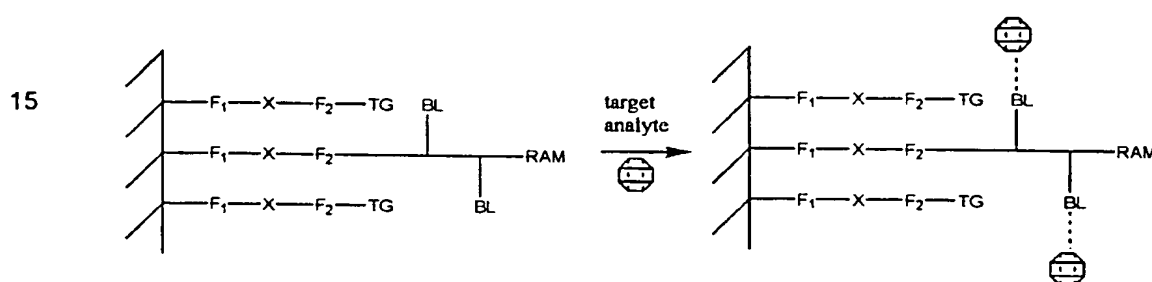 15
F₁—X—F₂—TG BL
F₁—X—F₂ RAM
F₁—X—F₂—TG BL
target
analyte
F₁—X—F₂—TG BL
F₁—X—F₂ RAM
F₁—X—F₂—TG BL